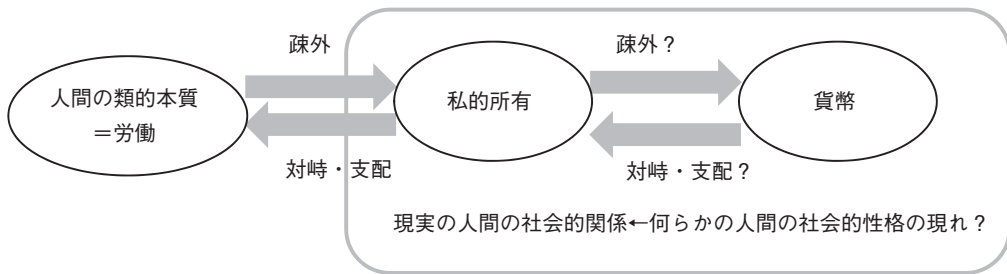 疎外
疎外？
人間の類的本質
＝労働
私的所有
貨幣
対峙・支配
対峙・支配？
現実の人間の社会的関係←何らかの人間の社会的性格の現れ？